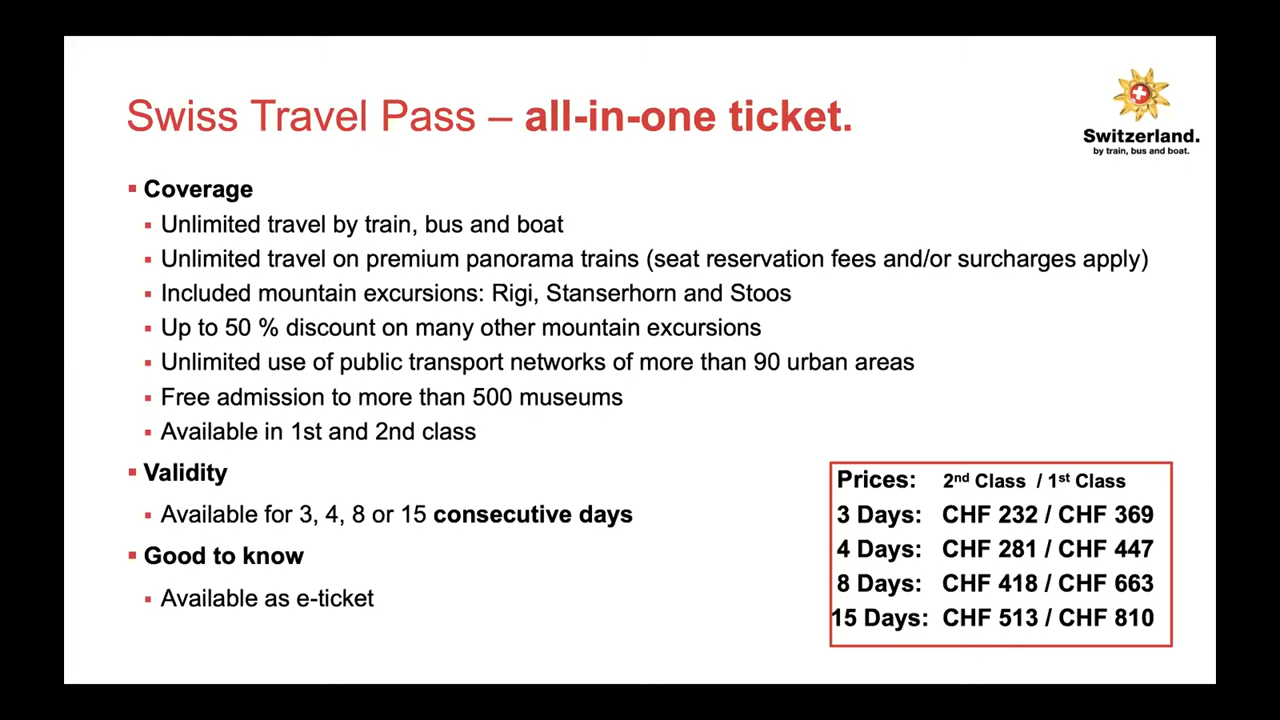 Swiss Travel Pass – all-in-one ticket.
Switzerland.
by train, bus and boat.
Coverage
Unlimited travel by train, bus and boat
Unlimited travel on premium panorama trains (seat reservation fees and/or surcharges apply)
Included mountain excursions: Rigi, Stanserhorn and Stoos
Up to 50 % discount on many other mountain excursions
Unlimited use of public transport networks of more than 90 urban areas
Free admission to more than 500 museums
Available in 1st and 2nd class
Validity
Available for 3, 4, 8 or 15 consecutive days
Good to know
Available as e-ticket
Prices: 2nd Class / 1st Class
3 Days: CHF 232 / CHF 369
4 Days: CHF 281 / CHF 447
8 Days: CHF 418 / CHF 663
15 Days: CHF 513 / CHF 810